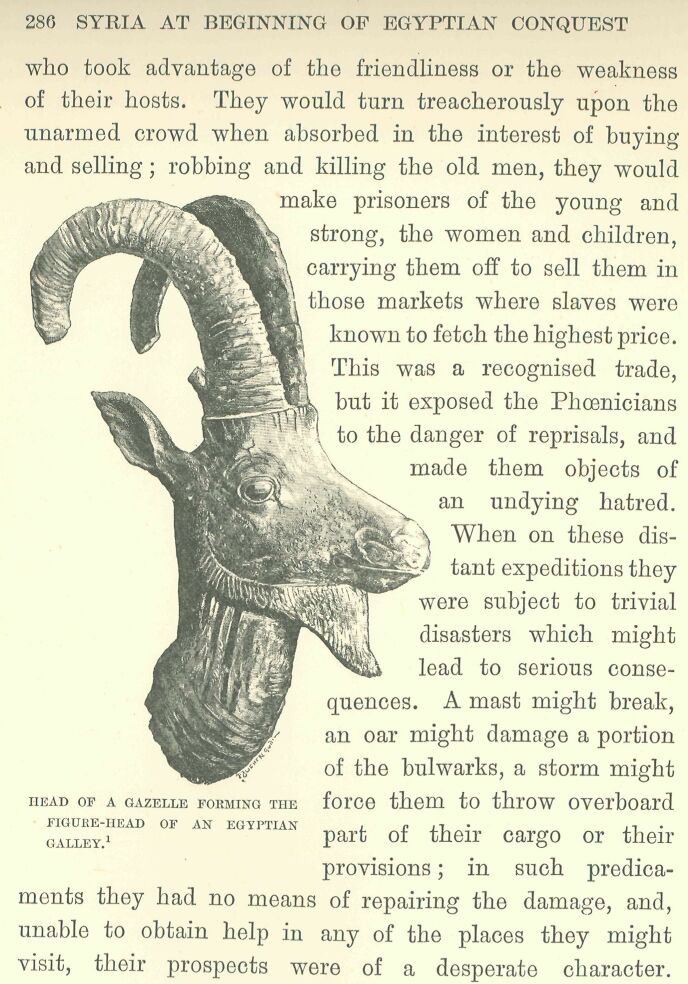 286 SYRIA AT BEGINNING OF EGYPTIAN CONQUEST
who took advantage of the friendliness or the weakness
of their hosts. They would turn treacherously upon the
unarmed crowd when absorbed in the interest of buying
and selling; robbing and killing the old men, they would
make prisoners of the young and
strong, the women and children,
carrying them off to sell them in
those markets where slaves were
known to fetch the highest price.
This was a recognised trade,
but it exposed the Phœnicians
to the danger of reprisals, and
made them objects of
an undying hatred.
When on these dis-
tant expeditions they
were subject to trivial
disasters which might
lead to serious conse-
quences. A mast might break,
an oar might damage a portion
of the bulwarks, a storm might
force them to throw overboard
part of their cargo or their
provisions; in such predica-
ments they had no means of repairing the damage, and,
unable to obtain help in any of the places they might
visit, their prospects were of a desperate character.
HEAD OF A GAZELLE FORMING THE
FIGURE-HEAD OF AN EGYPTIAN
GALLEY.¹